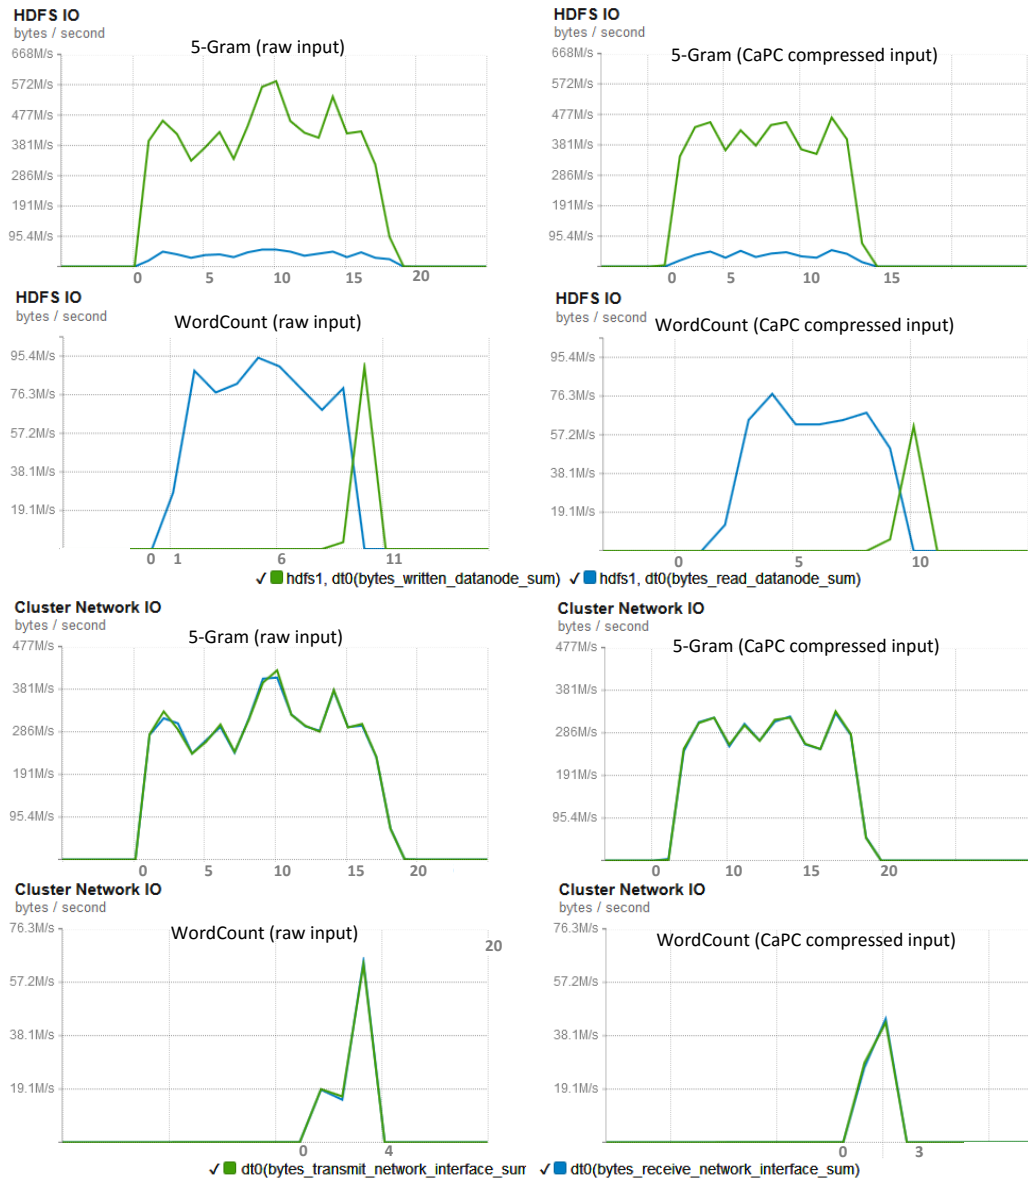 HDFS IO
bytes / second
5-Gram (raw input)
668M/s
572M/s
477M/s
381M/s
286M/s
191M/s
95.4M/s
0 5 10 15 20
HDFS IO
bytes / second
5-Gram (CaPC compressed input)
668M/s
572M/s
477M/s
381M/s
286M/s
191M/s
95.4M/s
0 5 10 15
HDFS IO
bytes / second
WordCount (raw input)
95.4M/s
76.3M/s
57.2M/s
38.1M/s
19.1M/s
0 1 6 11
HDFS IO
bytes / second
WordCount (CaPC compressed input)
95.4M/s
76.3M/s
57.2M/s
38.1M/s
19.1M/s
0 5 10
✓ hdfs1, dt0(bytes_written_datanode_sum) ✓ hdfs1, dt0(bytes_read_datanode_sum)
Cluster Network IO
bytes / second
5-Gram (raw input)
477M/s
381M/s
286M/s
191M/s
95.4M/s
0 5 10 15 20
Cluster Network IO
bytes / second
5-Gram (CaPC compressed input)
477M/s
381M/s
286M/s
191M/s
95.4M/s
0 10 15 20
Cluster Network IO
bytes / second
WordCount (raw input)
20
76.3M/s
57.2M/s
38.1M/s
19.1M/s
0 4
Cluster Network IO
bytes / second
WordCount (CaPC compressed input)
76.3M/s
57.2M/s
38.1M/s
19.1M/s
0 3
✓ dt0(bytes_transmit_network_interface_sum ✓ dt0(bytes_receive_network_interface_sum)